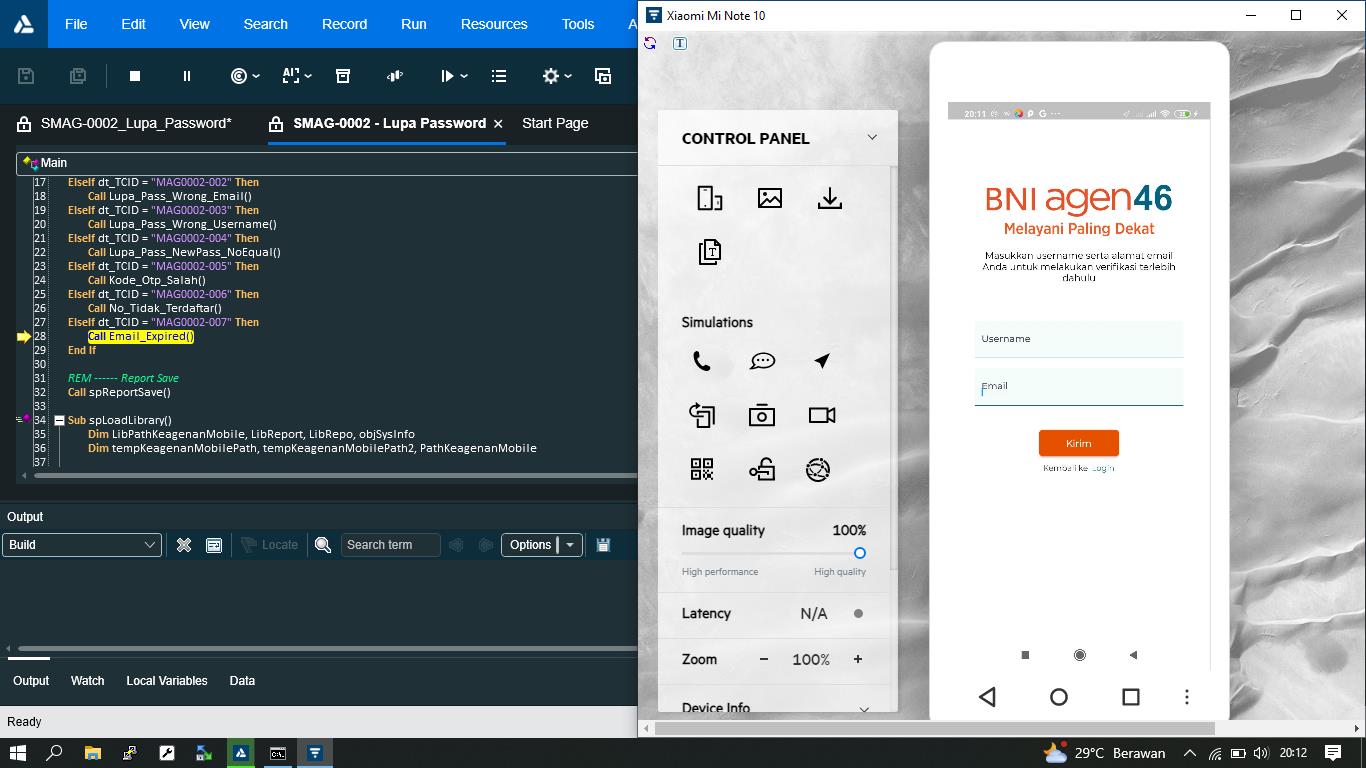 File Edit View Search Record Run Resources Tools A
SMAG-0002_Lupa_Password*
SMAG-0002 - Lupa Password
Start Page
Main
17 ElseIf dt_TCID = "MAG0002-002" Then
18 Call Lupa_Pass_Wrong_Email()
19 ElseIf dt_TCID = "MAG0002-003" Then
20 Call Lupa_Pass_Wrong_Username()
21 ElseIf dt_TCID = "MAG0002-004" Then
22 Call Lupa_Pass_NewPass_NoEqual()
23 ElseIf dt_TCID = "MAG0002-005" Then
24 Call Kode_Otp_Salah()
25 ElseIf dt_TCID = "MAG0002-006" Then
26 Call No_Tidak_Terdaftar()
27 ElseIf dt_TCID = "MAG0002-007" Then
28 Call Email_Expired()
29 End If
30
31 REM ------ Report Save
32 Call spReportSave()
33
34 Sub spLoadLibrary()
35 Dim LibPathKeagenanMobile, LibReport, LibRepo, objSysInfo
36 Dim tempKeagenanMobilePath, tempKeagenanMobilePath2, PathKeagenanMobile
37
Output
Build
Locate
Search term
Options
Output Watch Local Variables Data
Ready
Xiaomi Mi Note 10
T
CONTROL PANEL
T
Simulations
Image quality 100%
High performance High quality
Latency N/A
Zoom − 100% +
Device Info
20:11
BNI agen46
Melayani Paling Dekat
Masukkan username serta alamat email
Anda untuk melakukan verifikasi terlebih
dahulu
Username
Email
Kirim
Kembali ke Login
29°C Berawan
20:12